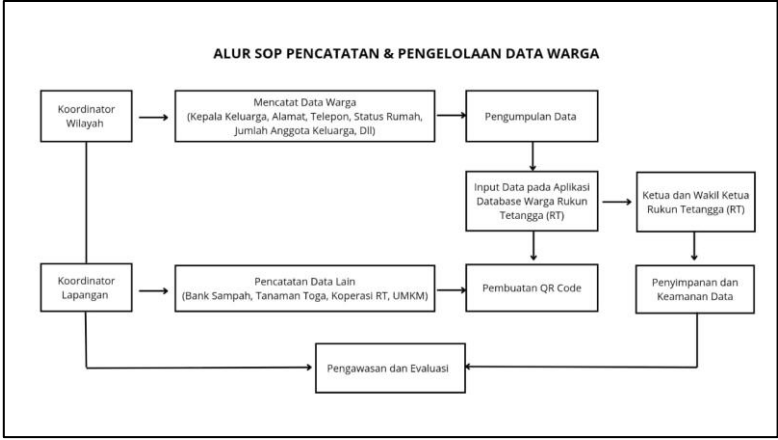 ALUR SOP PENCATATAN & PENGELOLAAN DATA WARGA
Koordinator
Wilayah
Mencatat Data Warga
(Kepala Keluarga, Alamat, Telepon, Status Rumah,
Jumlah Anggota Keluarga, Dll)
Pengumpulan Data
Input Data pada Aplikasi
Database Warga Rukun
Tetangga (RT)
Ketua dan Wakil Ketua
Rukun Tetangga (RT)
Koordinator
Lapangan
Pencatatan Data Lain
(Bank Sampah, Tanaman Toga, Koperasi RT, UMKM)
Pembuatan QR Code
Penyimpanan dan
Keamanan Data
Pengawasan dan Evaluasi